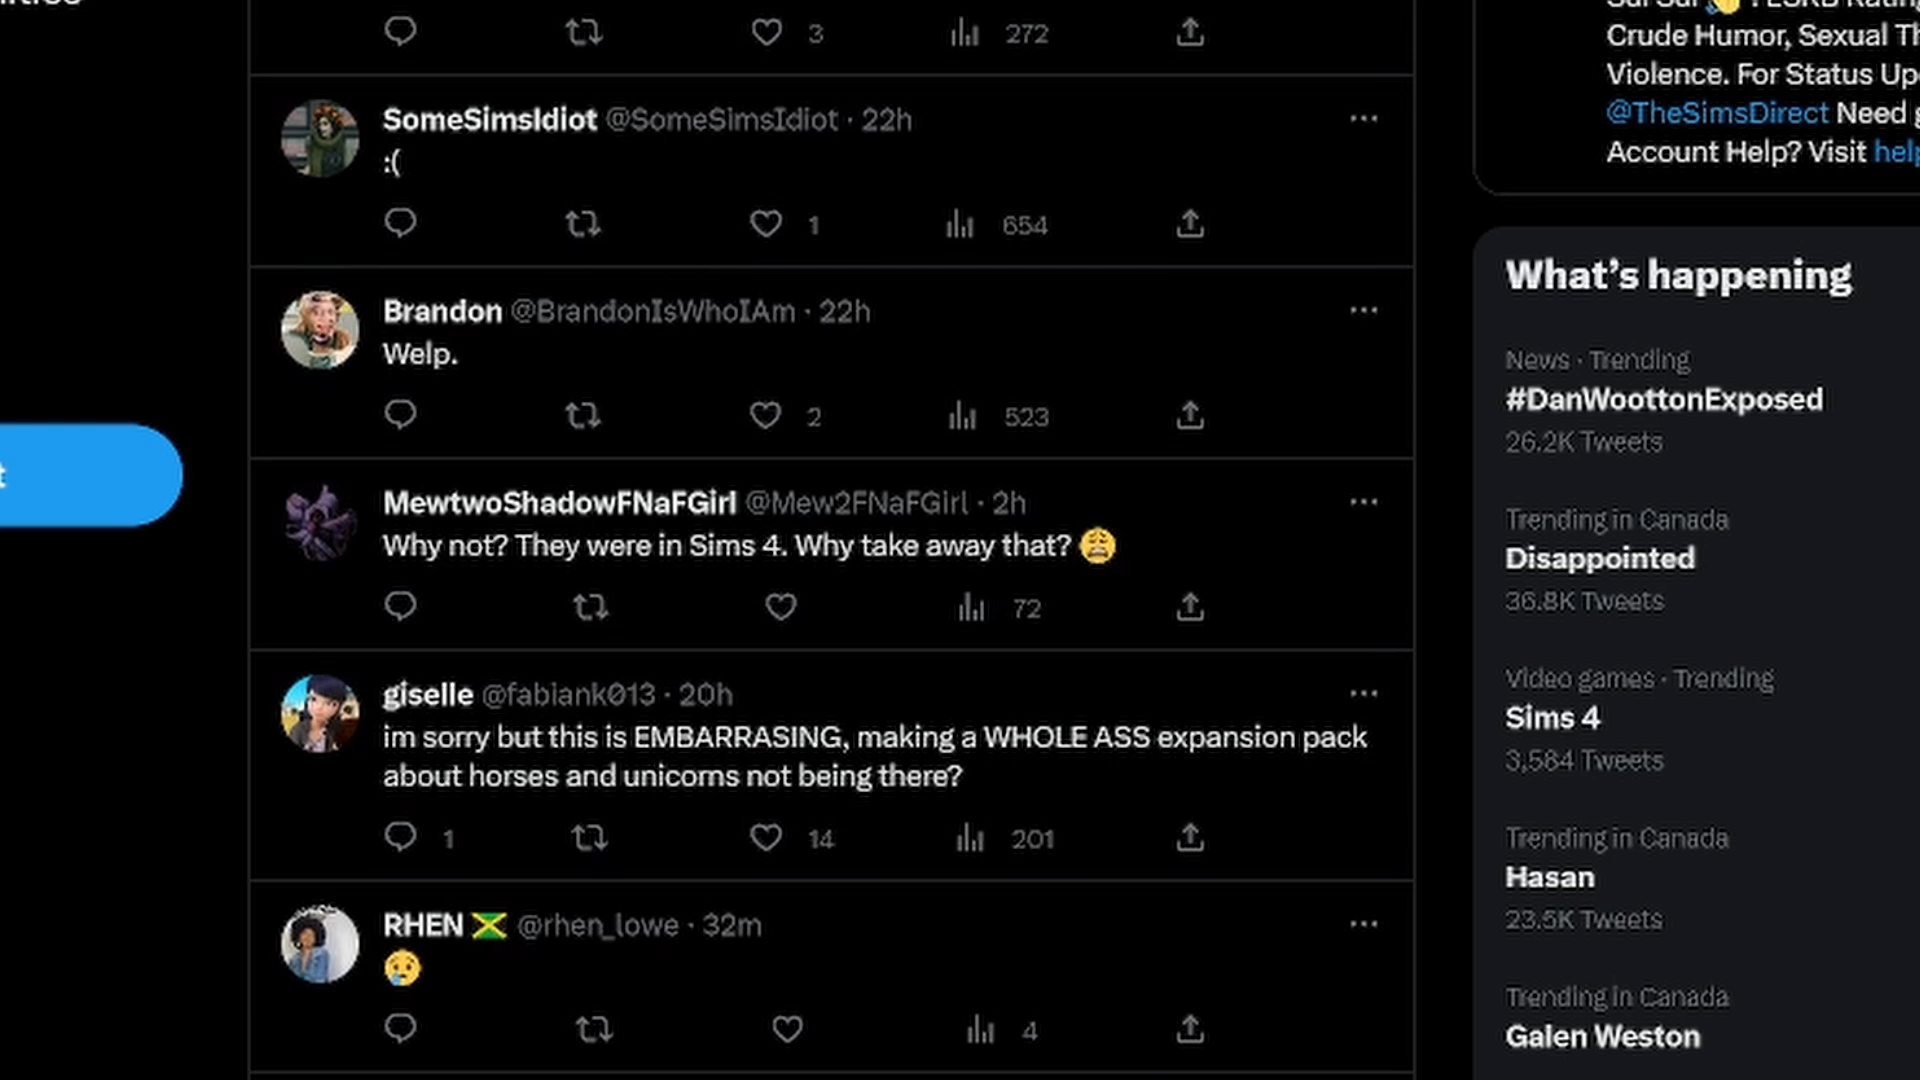 3 272
SomeSimsIdiot @SomeSimsIdiot · 22h
:(
1 654
Brandon @BrandonIsWhoIAm · 22h
Welp.
2 523
MewtwoShadowFNaFGirl @Mew2FNaFGirl · 2h
Why not? They were in Sims 4. Why take away that? 😩
72
giselle @fabiank013 · 20h
im sorry but this is EMBARRASING, making a WHOLE ASS expansion pack
about horses and unicorns not being there?
1 14 201
RHEN 🇯🇲 @rhen_lowe · 32m
😢
4
Crude Humor, Sexual Th
Violence. For Status Up
@TheSimsDirect Need g
Account Help? Visit help
What's happening
News · Trending
#DanWoottonExposed
26.2K Tweets
Trending in Canada
Disappointed
36.8K Tweets
Video games · Trending
Sims 4
3,584 Tweets
Trending in Canada
Hasan
23.5K Tweets
Trending in Canada
Galen Weston